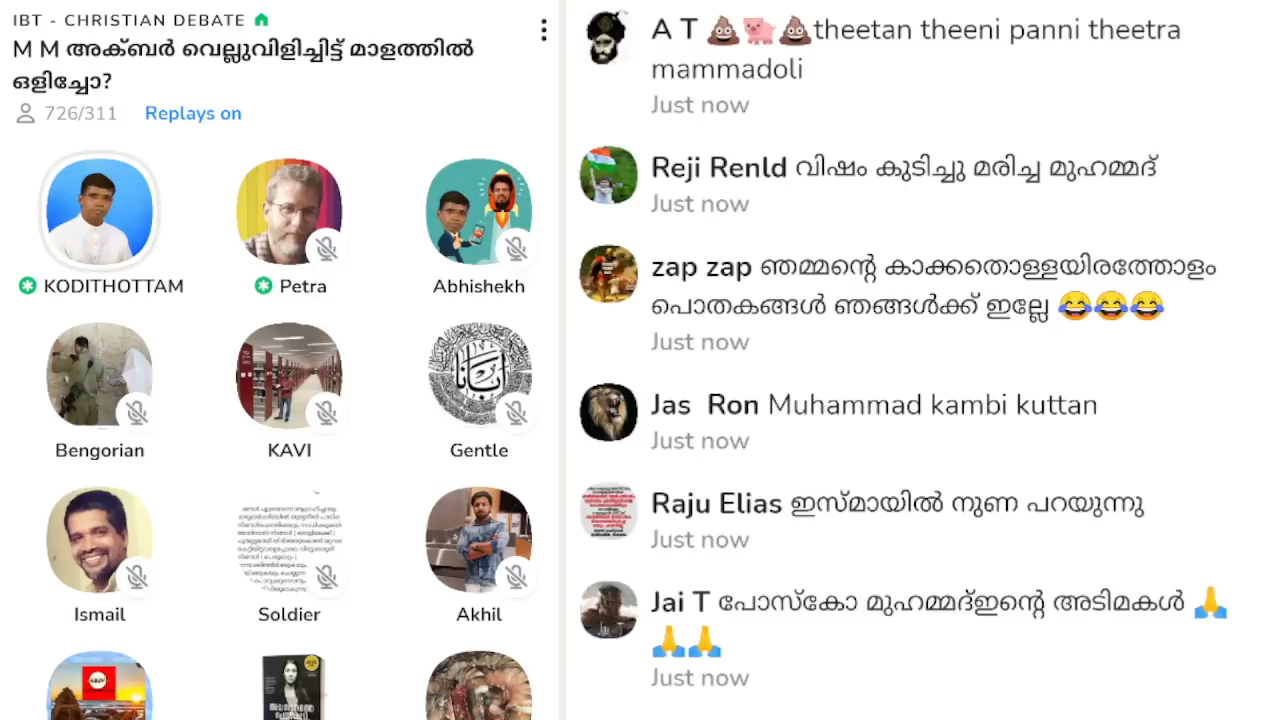 IBT - CHRISTIAN DEBATE
M M അക്ബർ വെല്ലുവിളിച്ചിട്ട് മാളത്തിൽ
ഒളിച്ചോ?
726/311 Replays on
KODITHOTTAM Petra Abhishekh
Bengorian KAVI Gentle
Ismail Soldier Akhil
A T 💩🐷💩theetan theeni panni theetra
mammadoli
Just now
Reji Renld വിഷം കുടിച്ചു മരിച്ച മുഹമ്മദ്
Just now
zap zap ഞമ്മന്റെ കാക്കതൊള്ളയിരത്തോളം
പൊതകങ്ങൾ ഞങ്ങൾക്ക് ഇല്ലേ 😂😂😂
Just now
Jas Ron Muhammad kambi kuttan
Just now
Raju Elias ഇസ്മായിൽ നുണ പറയുന്നു
Just now
Jai T പോസ്കോ മുഹമ്മദ്ഇന്റെ അടിമകൾ 🙏
🙏🙏
Just now